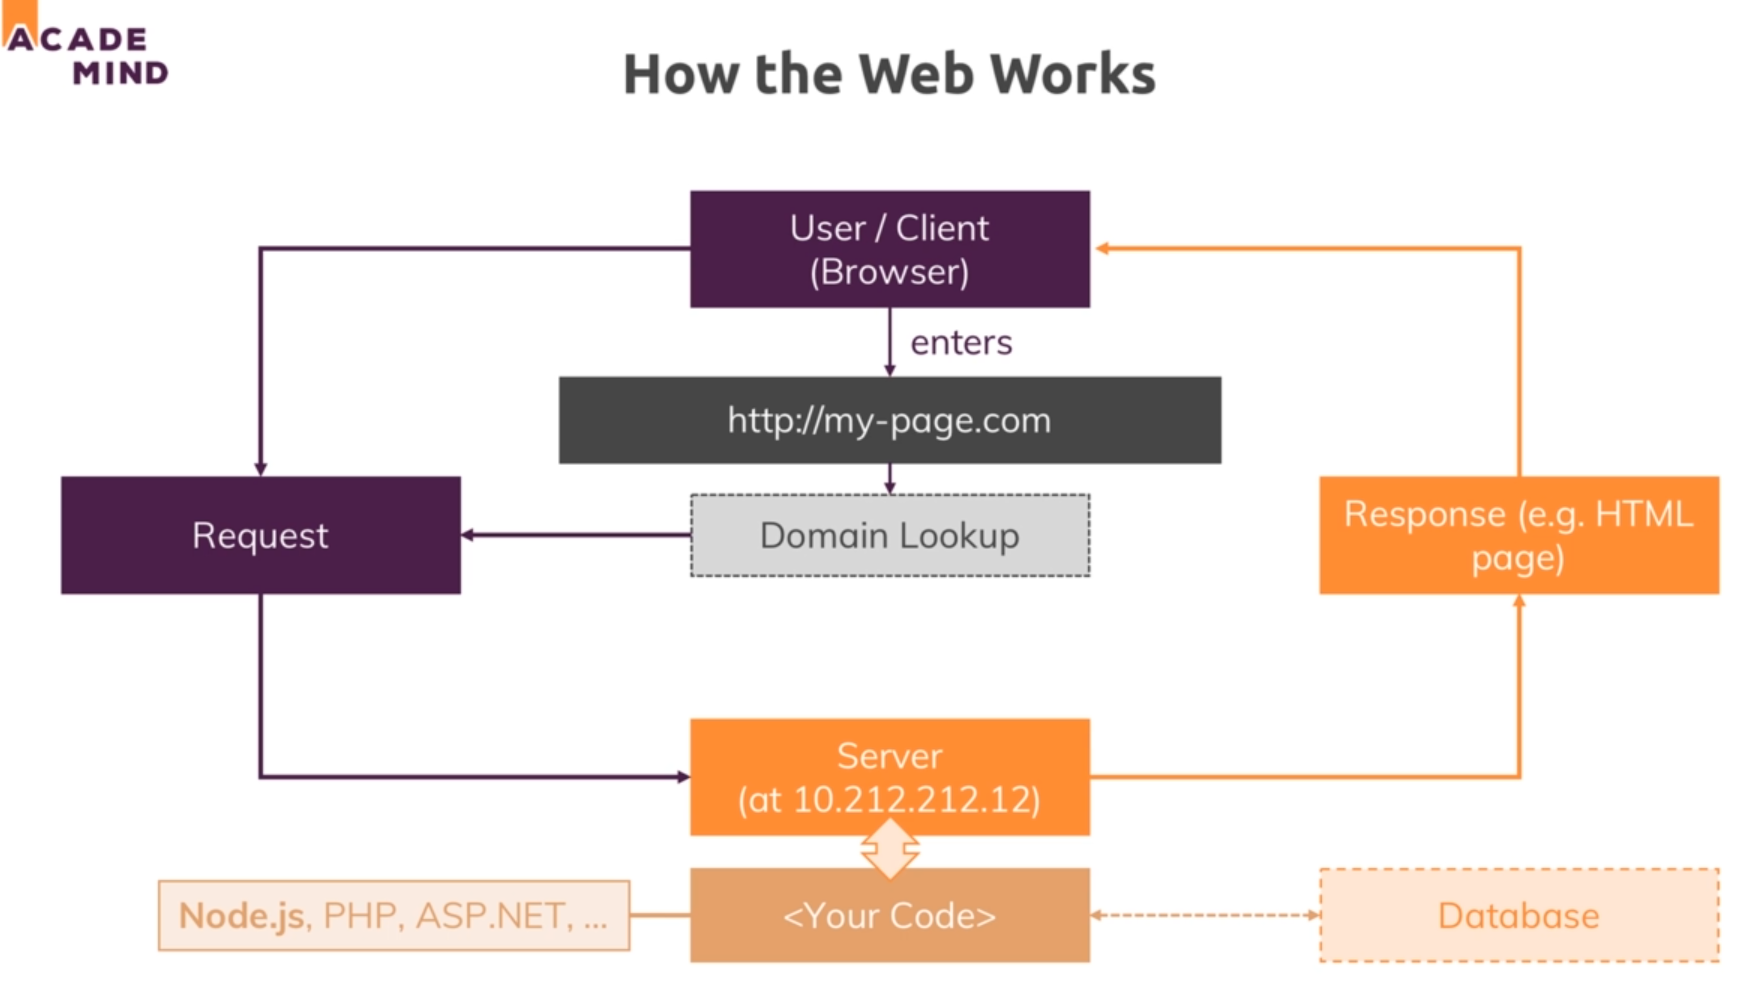 ACADE
MIND
How the Web Works
User / Client
(Browser)
enters
http://my-page.com
Request
Domain Lookup
Response (e.g. HTML
page)
Server
(at 10.212.212.12)
Node.js, PHP, ASP.NET, ...
<Your Code>
Database